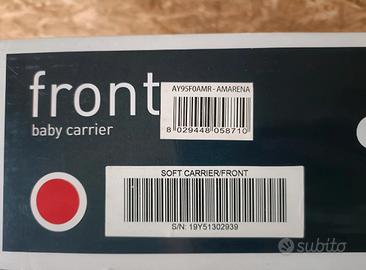 front
baby carrier
AY95F0AMR - AMARENA
8 029448 058710
SOFT CARRIER/FRONT
S/N: 19Y51302939
subito